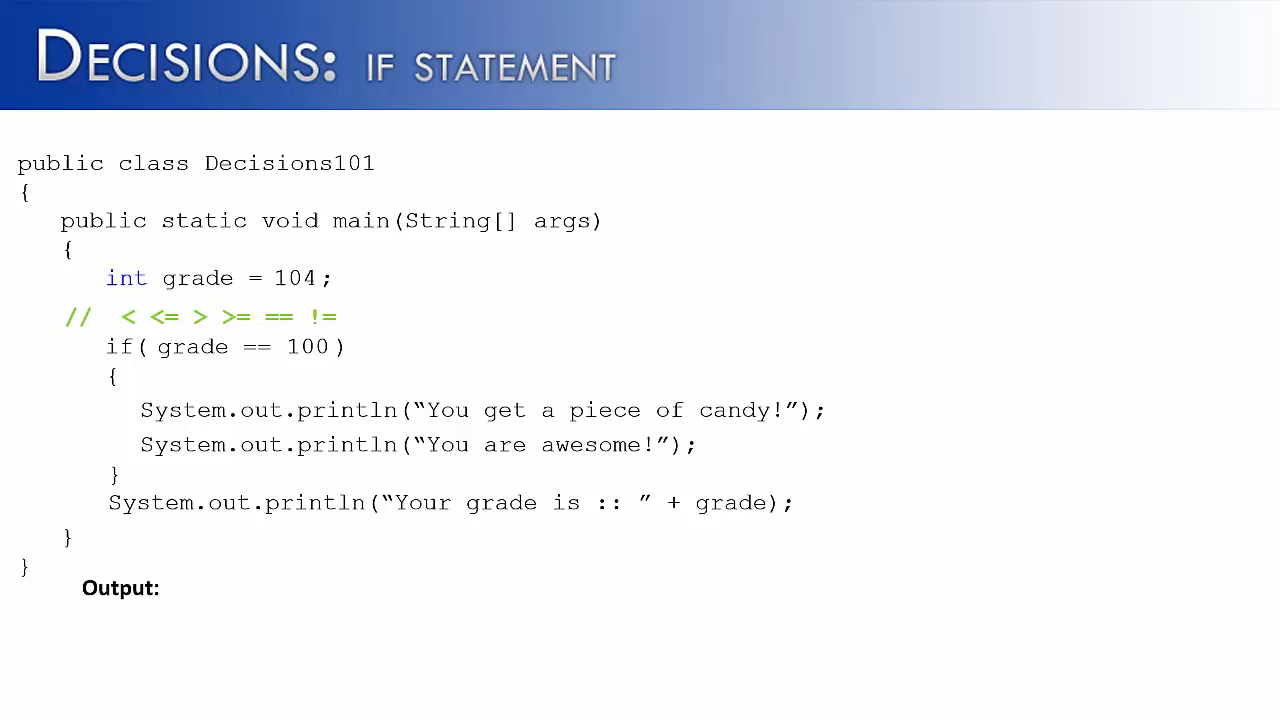 DECISIONS: IF STATEMENT
public class Decisions101
{
public static void main(String[] args)
{
int grade = 104;
// < <= > >= == !=
if( grade == 100 )
{
System.out.println(“You get a piece of candy!”);
System.out.println(“You are awesome!”);
}
System.out.println(“Your grade is :: ” + grade);
}
}
Output: